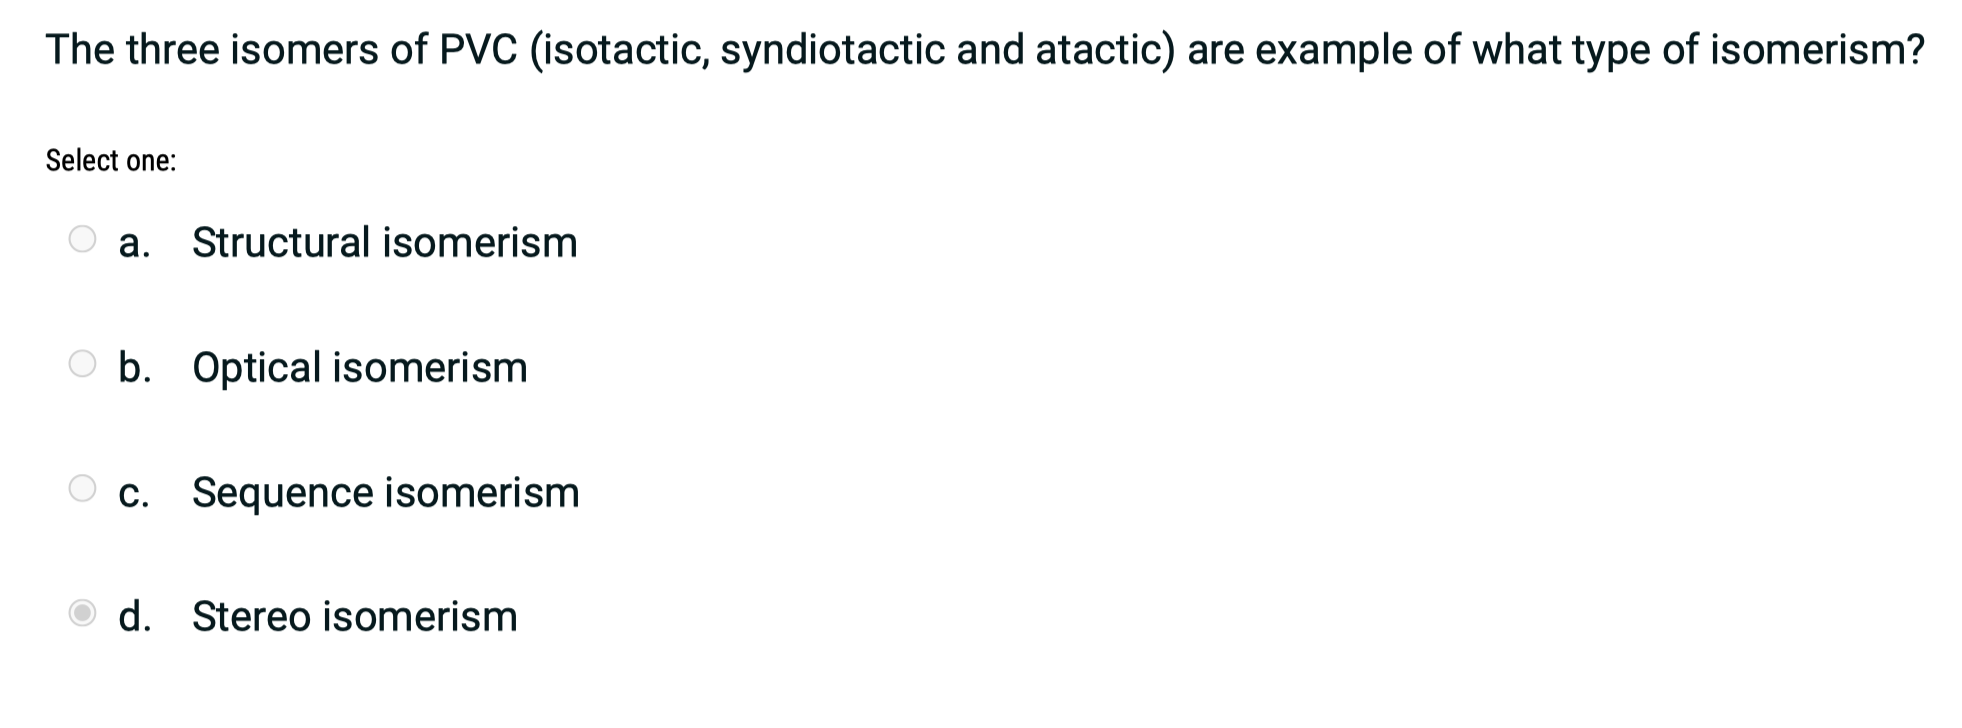 The three isomers of PVC (isotactic, syndiotactic and atactic) are example of what type of isomerism?
Select one:
a. Structural isomerism
b. Optical isomerism
c. Sequence isomerism
d. Stereo isomerism